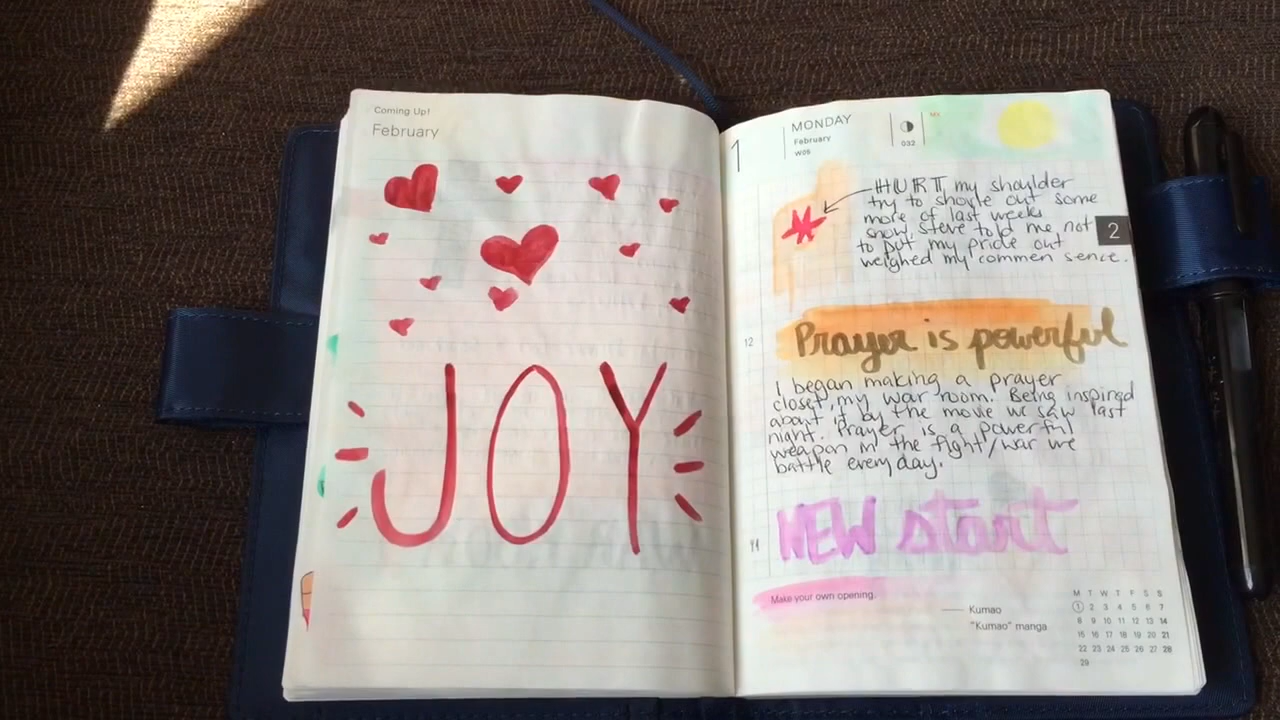 Coming Up!
February
JOY
1
MONDAY
February
W06
032
MX
HURT my shoulder
try to shovle out some
more of last weeks
snow, Steve told me not
to but my pride out
weighed my commen sence.
2
12
Prayer is powerful
I began making a prayer
closet, my war room. Being inspired
about it by the movie we saw last
night. Prayer is a powerful
weapon in the fight/war we
battle every day.
NEW start
Make your own opening.
Kumao
"Kumao" manga
M T W T F S S
1 2 3 4 5 6 7
8 9 10 11 12 13 14
15 16 17 18 19 20 21
22 23 24 25 26 27 28
29